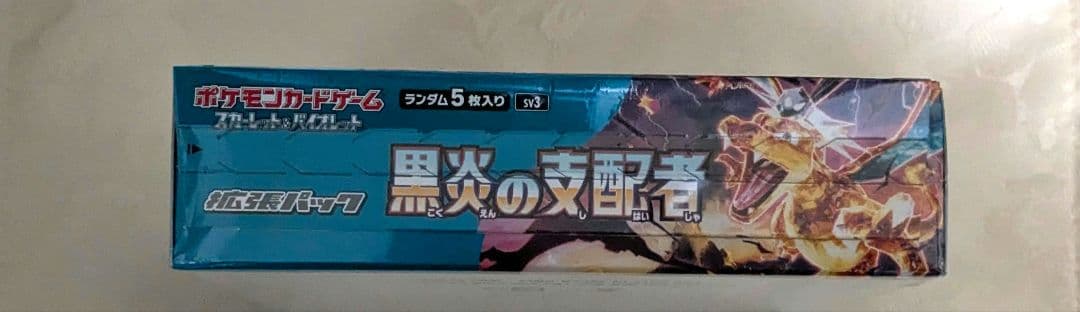 ポケモンカードゲーム
スカーレット&バイオレット
ランダム5枚入り SV3
拡張パック
黒炎の支配者
こくえん しはいしゃ